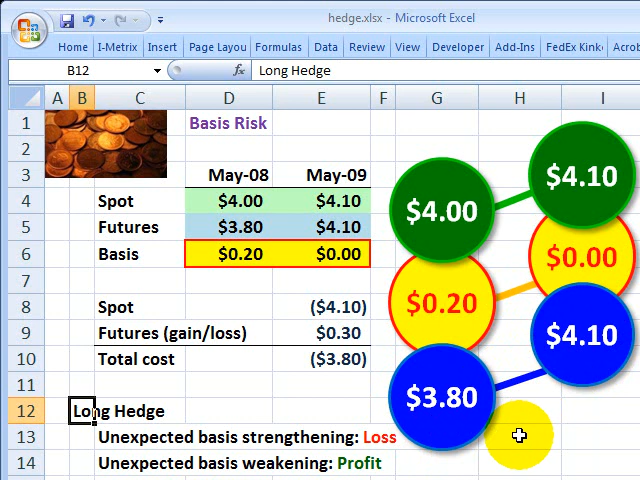 hedge.xlsx - Microsoft Excel
Home I-Metrix Insert Page Layou Formulas Data Review View Developer Add-Ins FedEx Kink Acrob
B12 fx Long Hedge
A B C D E F G H I
1 Basis Risk
2
3 May-08 May-09
4 Spot $4.00 $4.10
5 Futures $3.80 $4.10
6 Basis $0.20 $0.00
7
8 Spot ($4.10)
9 Futures (gain/loss) $0.30
10 Total cost ($3.80)
11
12 Long Hedge
13 Unexpected basis strengthening: Loss
14 Unexpected basis weakening: Profit
$4.00 $4.10
$0.20 $0.00
$3.80 $4.10